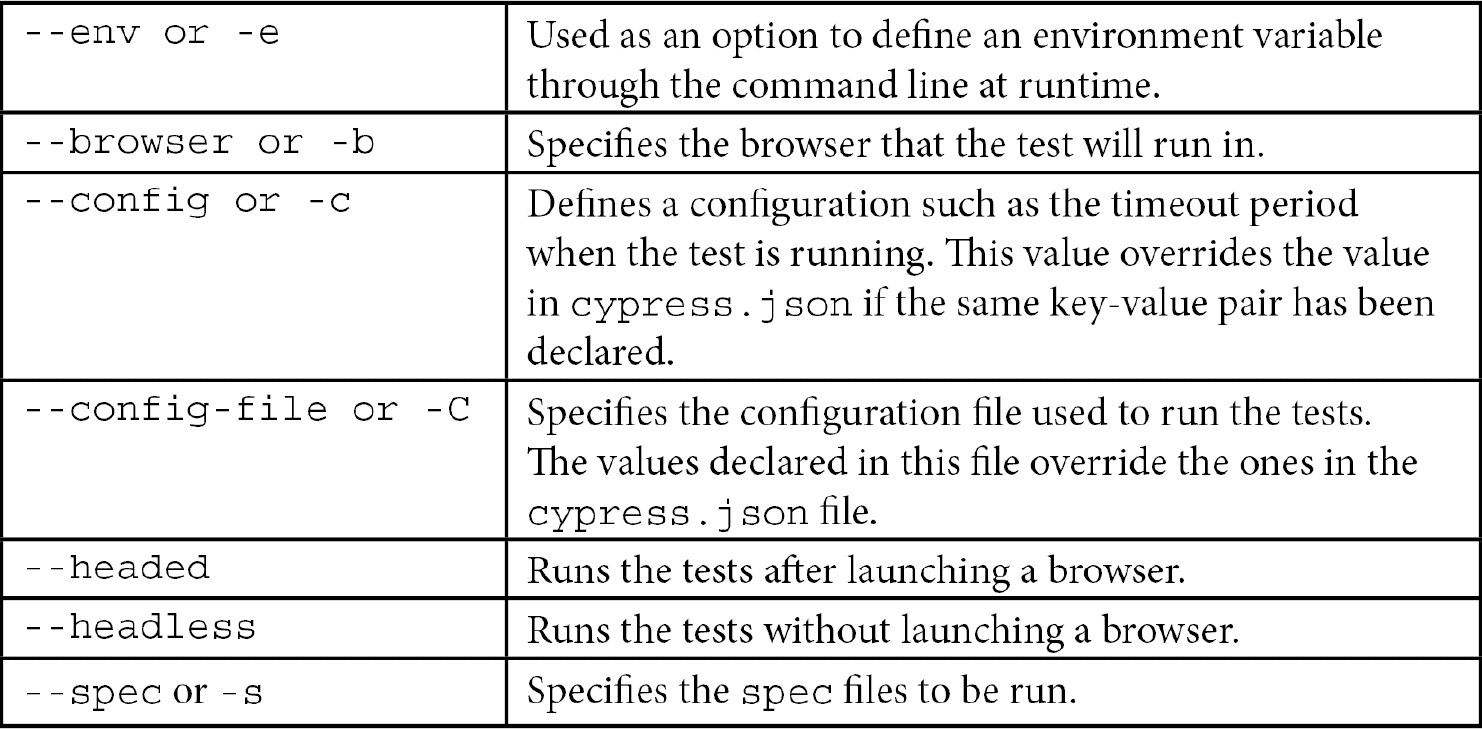 --env or -e
Used as an option to define an environment variable
through the command line at runtime.
--browser or -b
Specifies the browser that the test will run in.
--config or -c
Defines a configuration such as the timeout period
when the test is running. This value overrides the value
in cypress.json if the same key-value pair has been
declared.
--config-file or -C
Specifies the configuration file used to run the tests.
The values declared in this file override the ones in the
cypress.json file.
--headed
Runs the tests after launching a browser.
--headless
Runs the tests without launching a browser.
--spec or -s
Specifies the spec files to be run.